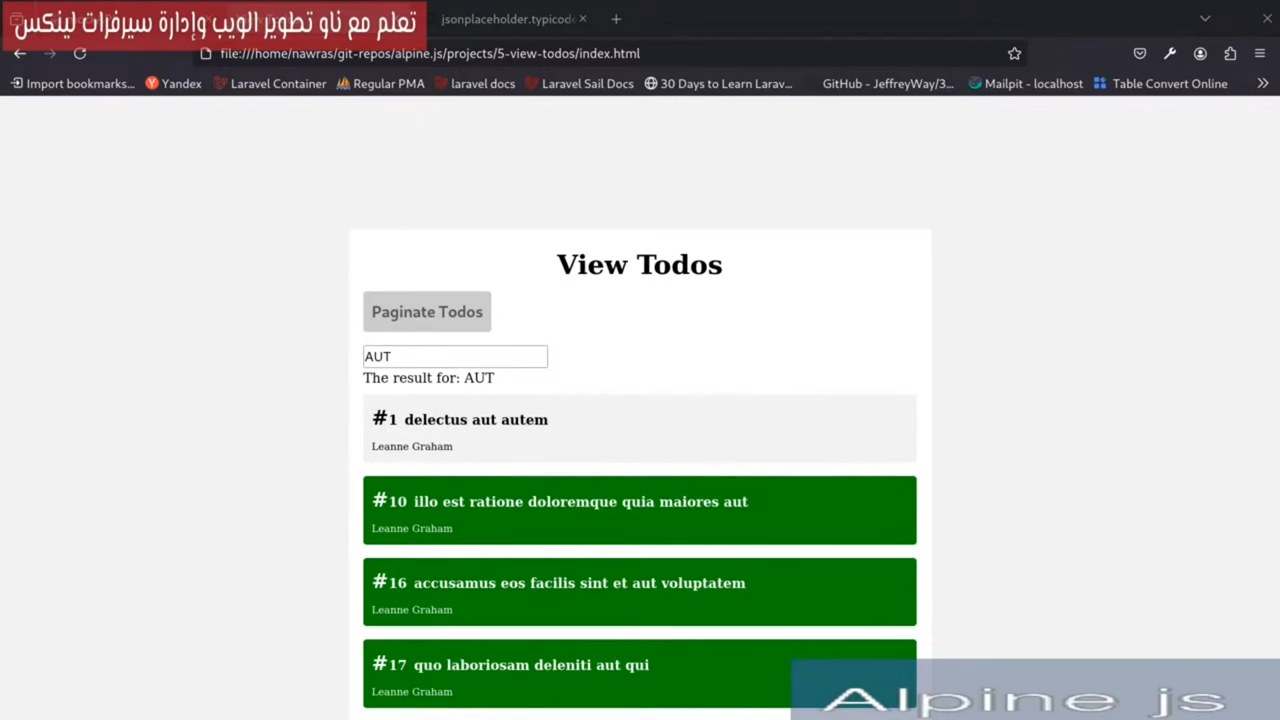 تعلم مع ناو تطوير الويب وإدارة سيرفرات لينكس
jsonplaceholder.typicod
file:///home/nawras/git-repos/alpine.js/projects/5-view-todos/index.html
Import bookmarks... Yandex Laravel Container Regular PMA laravel docs Laravel Sail Docs 30 Days to Learn Larav... GitHub - JeffreyWay/3... Mailpit - localhost Table Convert Online
View Todos
Paginate Todos
AUT
The result for: AUT
#1 delectus aut autem
Leanne Graham
#10 illo est ratione doloremque quia maiores aut
Leanne Graham
#16 accusamus eos facilis sint et aut voluptatem
Leanne Graham
#17 quo laboriosam deleniti aut qui
Leanne Graham
Alpine js